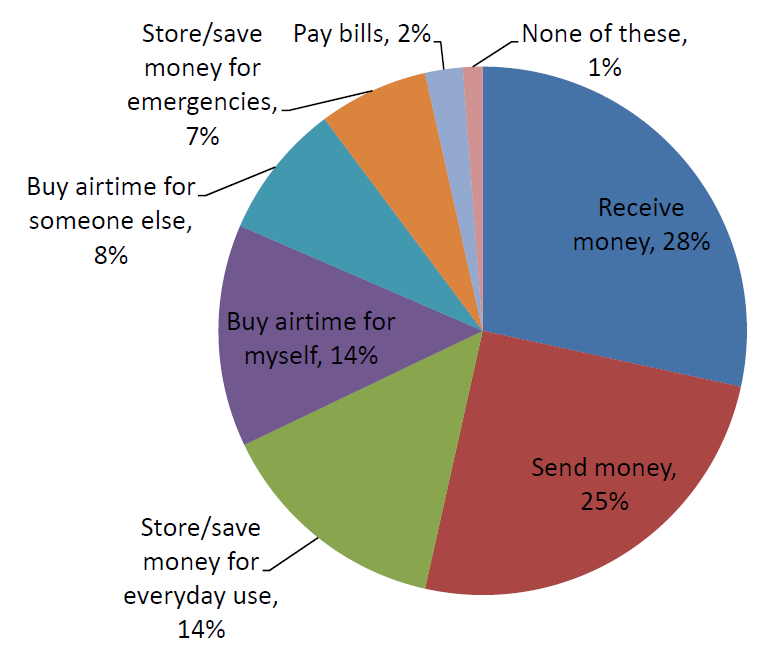 Store/save
money for
emergencies,
7%
Pay bills, 2%
None of these,
1%
Receive
money, 28%
Buy airtime for
someone else,
8%
Buy airtime for
myself, 14%
Send money,
25%
Store/save
money for
everyday use,
14%